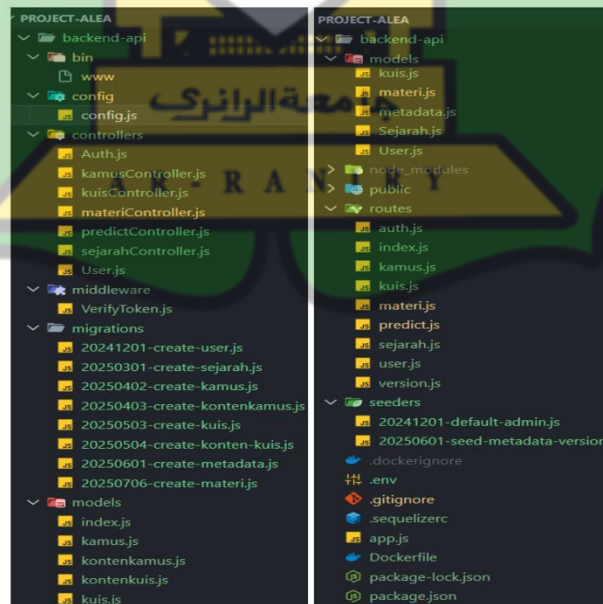 PROJECT-ALEA
backend-api
bin
www
config
config.js
controllers
Auth.js
kamusController.js
kuisController.js
materiController.js
predictController.js
sejarahController.js
User.js
middleware
VerifyToken.js
migrations
20241201-create-user.js
20250301-create-sejarah.js
20250402-create-kamus.js
20250403-create-kontenkamus.js
20250503-create-kuis.js
20250504-create-konten-kuis.js
20250601-create-metadata.js
20250706-create-materi.js
models
index.js
kamus.js
kontenkamus.js
kontenkuis.js
kuis.js
PROJECT-ALEA
backend-api
models
kuis.js
materi.js
metadata.js
Sejarah.js
User.js
node_modules
public
routes
auth.js
index.js
kamus.js
kuis.js
materi.js
predict.js
sejarah.js
user.js
version.js
seeders
20241201-default-admin.js
20250601-seed-metadata-version
.dockerignore
.env
.gitignore
.sequelizerc
app.js
Dockerfile
package-lock.json
package.json
جامعة الرانري
A R - R A N I R Y